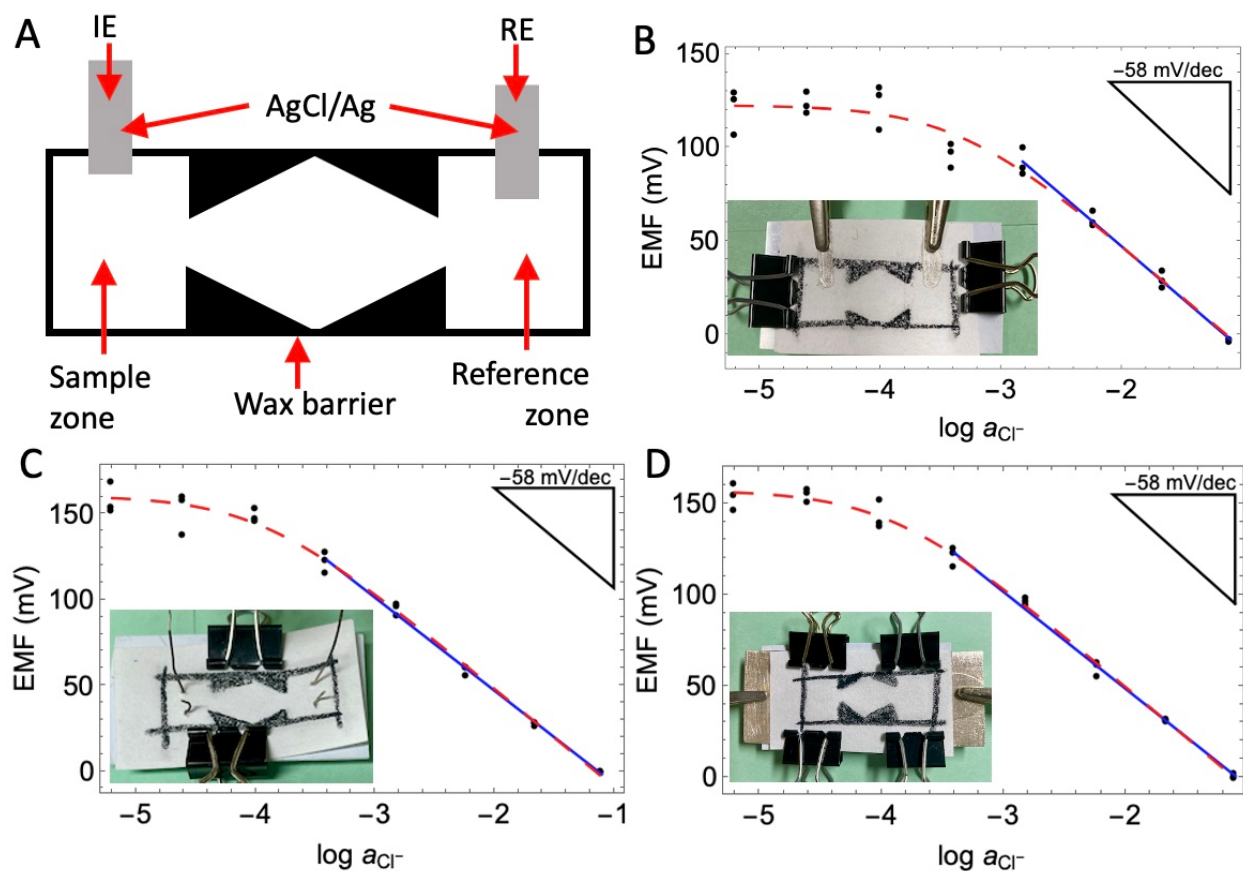 A
IE
RE
AgCl/Ag
Sample
zone
Wax barrier
Reference
zone
B
−58 mV/dec
150
100
50
0
EMF (mV)
−5
−4
−3
−2
log aCl−
C
−58 mV/dec
150
100
50
0
EMF (mV)
−5
−4
−3
−2
−1
log aCl−
D
−58 mV/dec
150
100
50
0
EMF (mV)
−5
−4
−3
−2
log aCl−